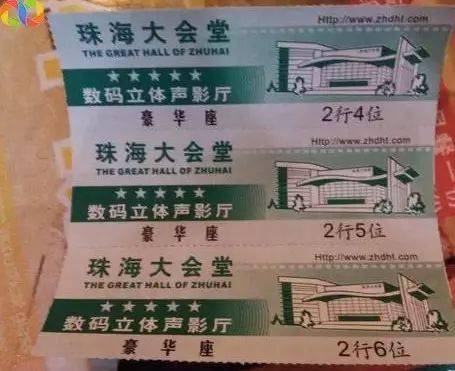 珠海大会堂
THE GREAT HALL OF ZHUHAI
Http://www.zhdht.com
★★★★★
数码立体声影厅
豪华座
2行4位
珠海大会堂
THE GREAT HALL OF ZHUHAI
Http://www.zhdht.com
★★★★★
数码立体声影厅
豪华座
2行5位
珠海大会堂
THE GREAT HALL OF ZHUHAI
Http://www.zhdht.com
★★★★★
数码立体声影厅
豪华座
2行6位